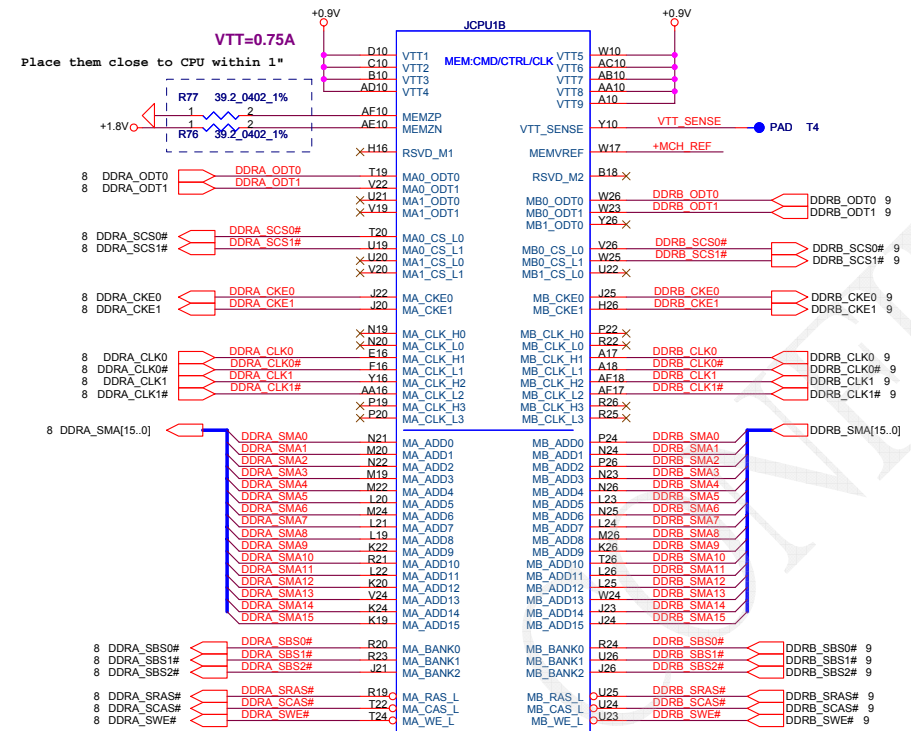 +0.9V +0.9V
JCPU1B
VTT=0.75A
Place them close to CPU within 1"
MEM:CMD/CTRL/CLK
D10 VTT1 VTT5 W10
C10 VTT2 VTT6 AC10
B10 VTT3 VTT7 AB10
AD10 VTT4 VTT8 AA10
VTT9 A10
R77 39.2_0402_1%
1 2 AF10 MEMZP
+1.8V 1 2 AE10 MEMZN VTT_SENSE Y10 VTT_SENSE PAD T4
R76 39.2_0402_1%
H16 RSVD_M1 MEMVREF W17 +MCH_REF
8 DDRA_ODT0 DDRA_ODT0 T19 MA0_ODT0 RSVD_M2 B18
8 DDRA_ODT1 DDRA_ODT1 V22 MA0_ODT1
U21 MA1_ODT0 MB0_ODT0 W26 DDRB_ODT0 DDRB_ODT0 9
V19 MA1_ODT1 MB0_ODT1 W23 DDRB_ODT1 DDRB_ODT1 9
MB1_ODT0 Y26
8 DDRA_SCS0# DDRA_SCS0# T20 MA0_CS_L0
8 DDRA_SCS1# DDRA_SCS1# U19 MA0_CS_L1 MB0_CS_L0 V26 DDRB_SCS0# DDRB_SCS0# 9
U20 MA1_CS_L0 MB0_CS_L1 W25 DDRB_SCS1# DDRB_SCS1# 9
V20 MA1_CS_L1 MB1_CS_L0 U22
8 DDRA_CKE0 DDRA_CKE0 J22 MA_CKE0 MB_CKE0 J25 DDRB_CKE0 DDRB_CKE0 9
8 DDRA_CKE1 DDRA_CKE1 J20 MA_CKE1 MB_CKE1 H26 DDRB_CKE1 DDRB_CKE1 9
N19 MA_CLK_H0 MB_CLK_H0 P22
N20 MA_CLK_L0 MB_CLK_L0 R22
8 DDRA_CLK0 DDRA_CLK0 E16 MA_CLK_H1 MB_CLK_H1 A17 DDRB_CLK0 DDRB_CLK0 9
8 DDRA_CLK0# DDRA_CLK0# F16 MA_CLK_L1 MB_CLK_L1 A18 DDRB_CLK0# DDRB_CLK0# 9
8 DDRA_CLK1 DDRA_CLK1 Y16 MA_CLK_H2 MB_CLK_H2 AF18 DDRB_CLK1 DDRB_CLK1 9
8 DDRA_CLK1# DDRA_CLK1# AA16 MA_CLK_L2 MB_CLK_L2 AF17 DDRB_CLK1# DDRB_CLK1# 9
P19 MA_CLK_H3 MB_CLK_H3 R26
P20 MA_CLK_L3 MB_CLK_L3 R25
8 DDRA_SMA[15..0] DDRB_SMA[15..0]
DDRA_SMA0 N21 MA_ADD0 MB_ADD0 P24 DDRB_SMA0
DDRA_SMA1 M20 MA_ADD1 MB_ADD1 N24 DDRB_SMA1
DDRA_SMA2 N22 MA_ADD2 MB_ADD2 P26 DDRB_SMA2
DDRA_SMA3 M19 MA_ADD3 MB_ADD3 N23 DDRB_SMA3
DDRA_SMA4 M22 MA_ADD4 MB_ADD4 N26 DDRB_SMA4
DDRA_SMA5 L20 MA_ADD5 MB_ADD5 L23 DDRB_SMA5
DDRA_SMA6 M24 MA_ADD6 MB_ADD6 N25 DDRB_SMA6
DDRA_SMA7 L21 MA_ADD7 MB_ADD7 L24 DDRB_SMA7
DDRA_SMA8 L19 MA_ADD8 MB_ADD8 M26 DDRB_SMA8
DDRA_SMA9 K22 MA_ADD9 MB_ADD9 K26 DDRB_SMA9
DDRA_SMA10 R21 MA_ADD10 MB_ADD10 T26 DDRB_SMA10
DDRA_SMA11 L22 MA_ADD11 MB_ADD11 L26 DDRB_SMA11
DDRA_SMA12 K20 MA_ADD12 MB_ADD12 L25 DDRB_SMA12
DDRA_SMA13 V24 MA_ADD13 MB_ADD13 W24 DDRB_SMA13
DDRA_SMA14 K24 MA_ADD14 MB_ADD14 J23 DDRB_SMA14
DDRA_SMA15 K19 MA_ADD15 MB_ADD15 J24 DDRB_SMA15
8 DDRA_SBS0# DDRA_SBS0# R20 MA_BANK0 MB_BANK0 R24 DDRB_SBS0# DDRB_SBS0# 9
8 DDRA_SBS1# DDRA_SBS1# R23 MA_BANK1 MB_BANK1 U26 DDRB_SBS1# DDRB_SBS1# 9
8 DDRA_SBS2# DDRA_SBS2# J21 MA_BANK2 MB_BANK2 J26 DDRB_SBS2# DDRB_SBS2# 9
8 DDRA_SRAS# DDRA_SRAS# R19 MA_RAS_L MB_RAS_L U25 DDRB_SRAS# DDRB_SRAS# 9
8 DDRA_SCAS# DDRA_SCAS# T22 MA_CAS_L MB_CAS_L U24 DDRB_SCAS# DDRB_SCAS# 9
8 DDRA_SWE# DDRA_SWE# T24 MA_WE_L MB_WE_L U23 DDRB_SWE# DDRB_SWE# 9